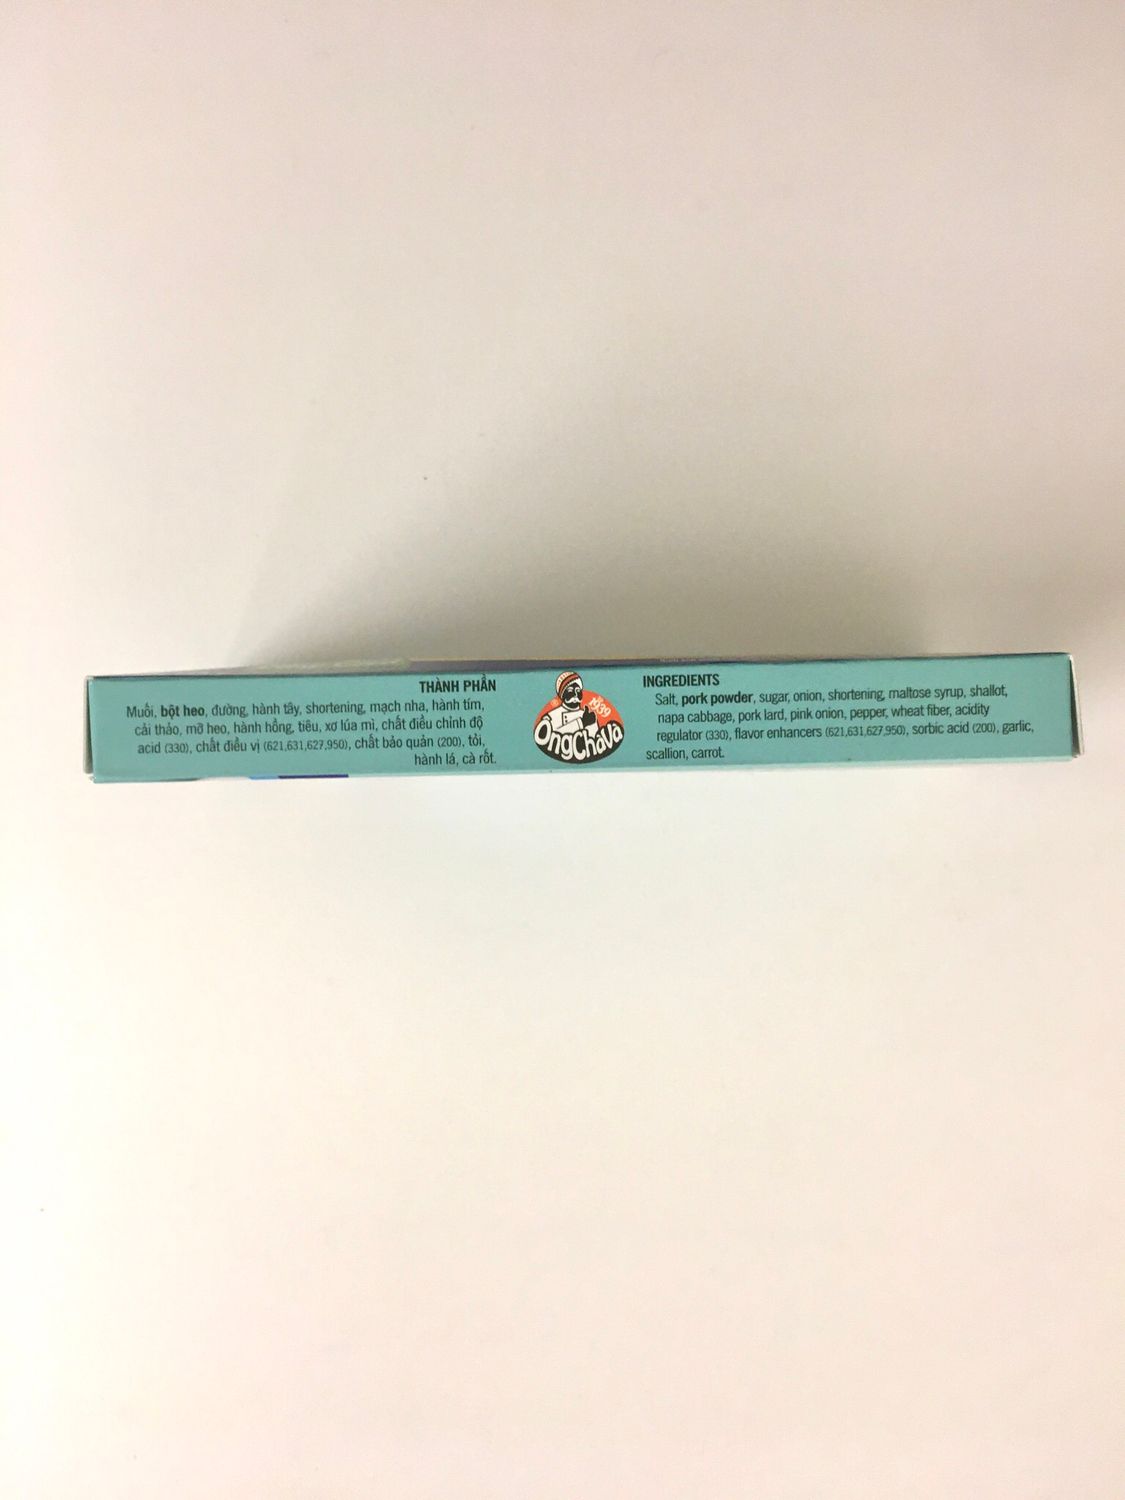 THÀNH PHẦN
Muối, bột heo, đường, hành tây, shortening, mạch nha, hành tím,
cải thảo, mỡ heo, hành hồng, tiêu, xơ lúa mì, chất điều chỉnh độ
acid (330), chất điều vị (621,631,627,950), chất bảo quản (200), tỏi,
hành lá, cà rốt.
® 1939
ÔngChàvà
INGREDIENTS
Salt, pork powder, sugar, onion, shortening, maltose syrup, shallot,
napa cabbage, pork lard, pink onion, pepper, wheat fiber, acidity
regulator (330), flavor enhancers (621,631,627,950), sorbic acid (200), garlic,
scallion, carrot.